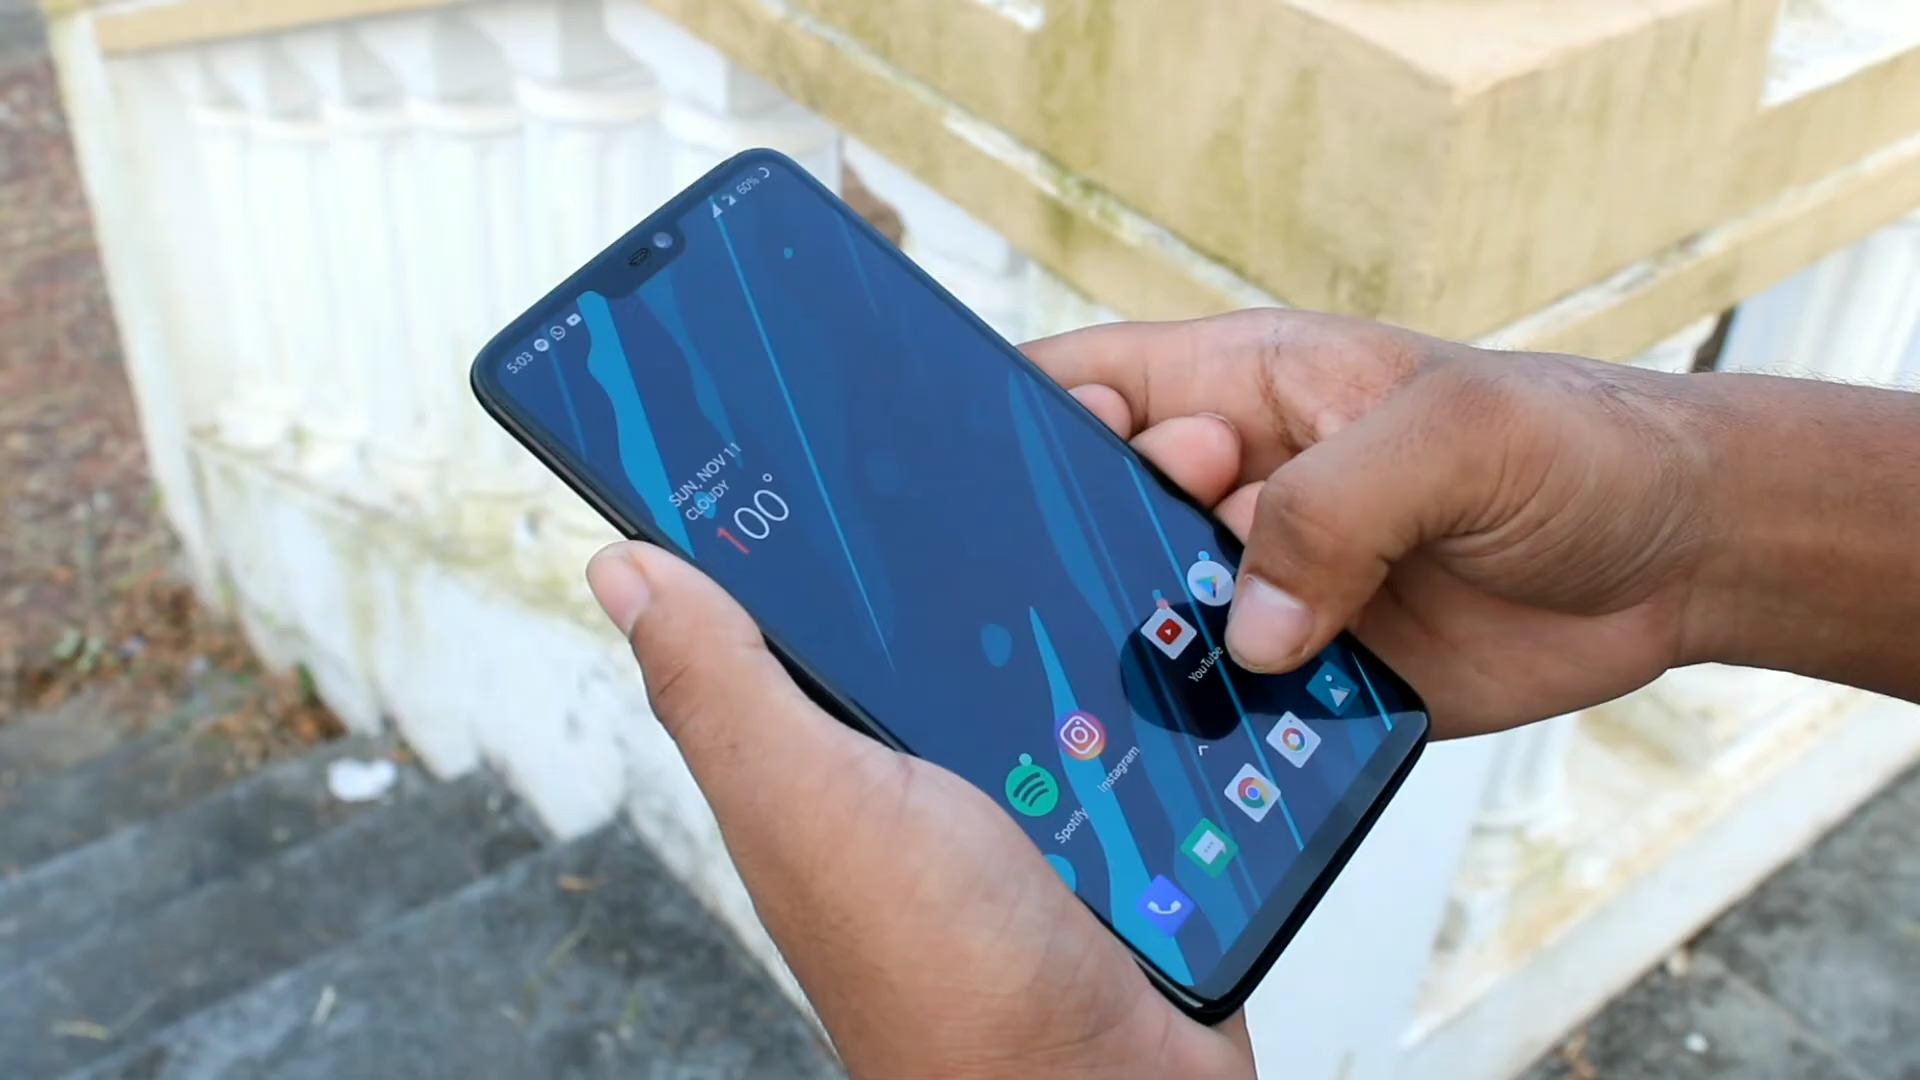 5:03
60%
SUN, NOV 11
CLOUDY
100°
YouTube
Spotify
Instagram